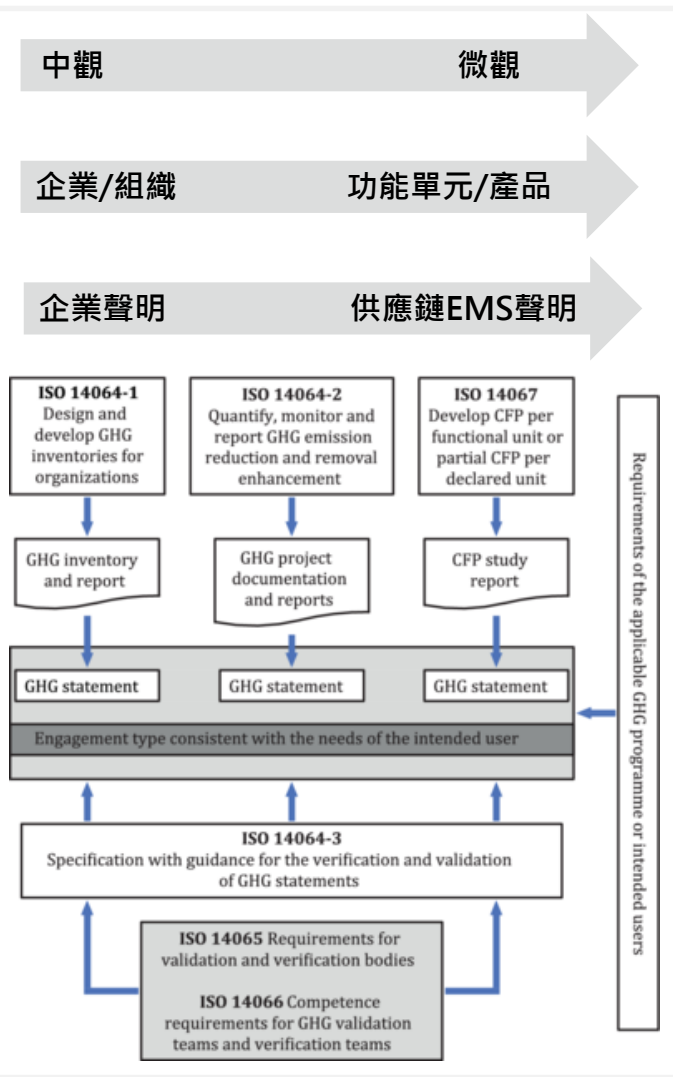 中觀
微觀
企業/組織
功能單元/產品
企業聲明
供應鏈EMS聲明
ISO 14064-1
Design and
develop GHG
inventories for
organizations
ISO 14064-2
Quantify, monitor and
report GHG emission
reduction and removal
enhancement
ISO 14067
Develop CFP per
functional unit or
partial CFP per
declared unit
GHG inventory
and report
GHG project
documentation
and reports
CFP study
report
GHG statement
GHG statement
GHG statement
Engagement type consistent with the needs of the intended user
Requirements of the applicable GHG programme or intended users
ISO 14064-3
Specification with guidance for the verification and validation
of GHG statements
ISO 14065 Requirements for
validation and verification bodies
ISO 14066 Competence
requirements for GHG validation
teams and verification teams